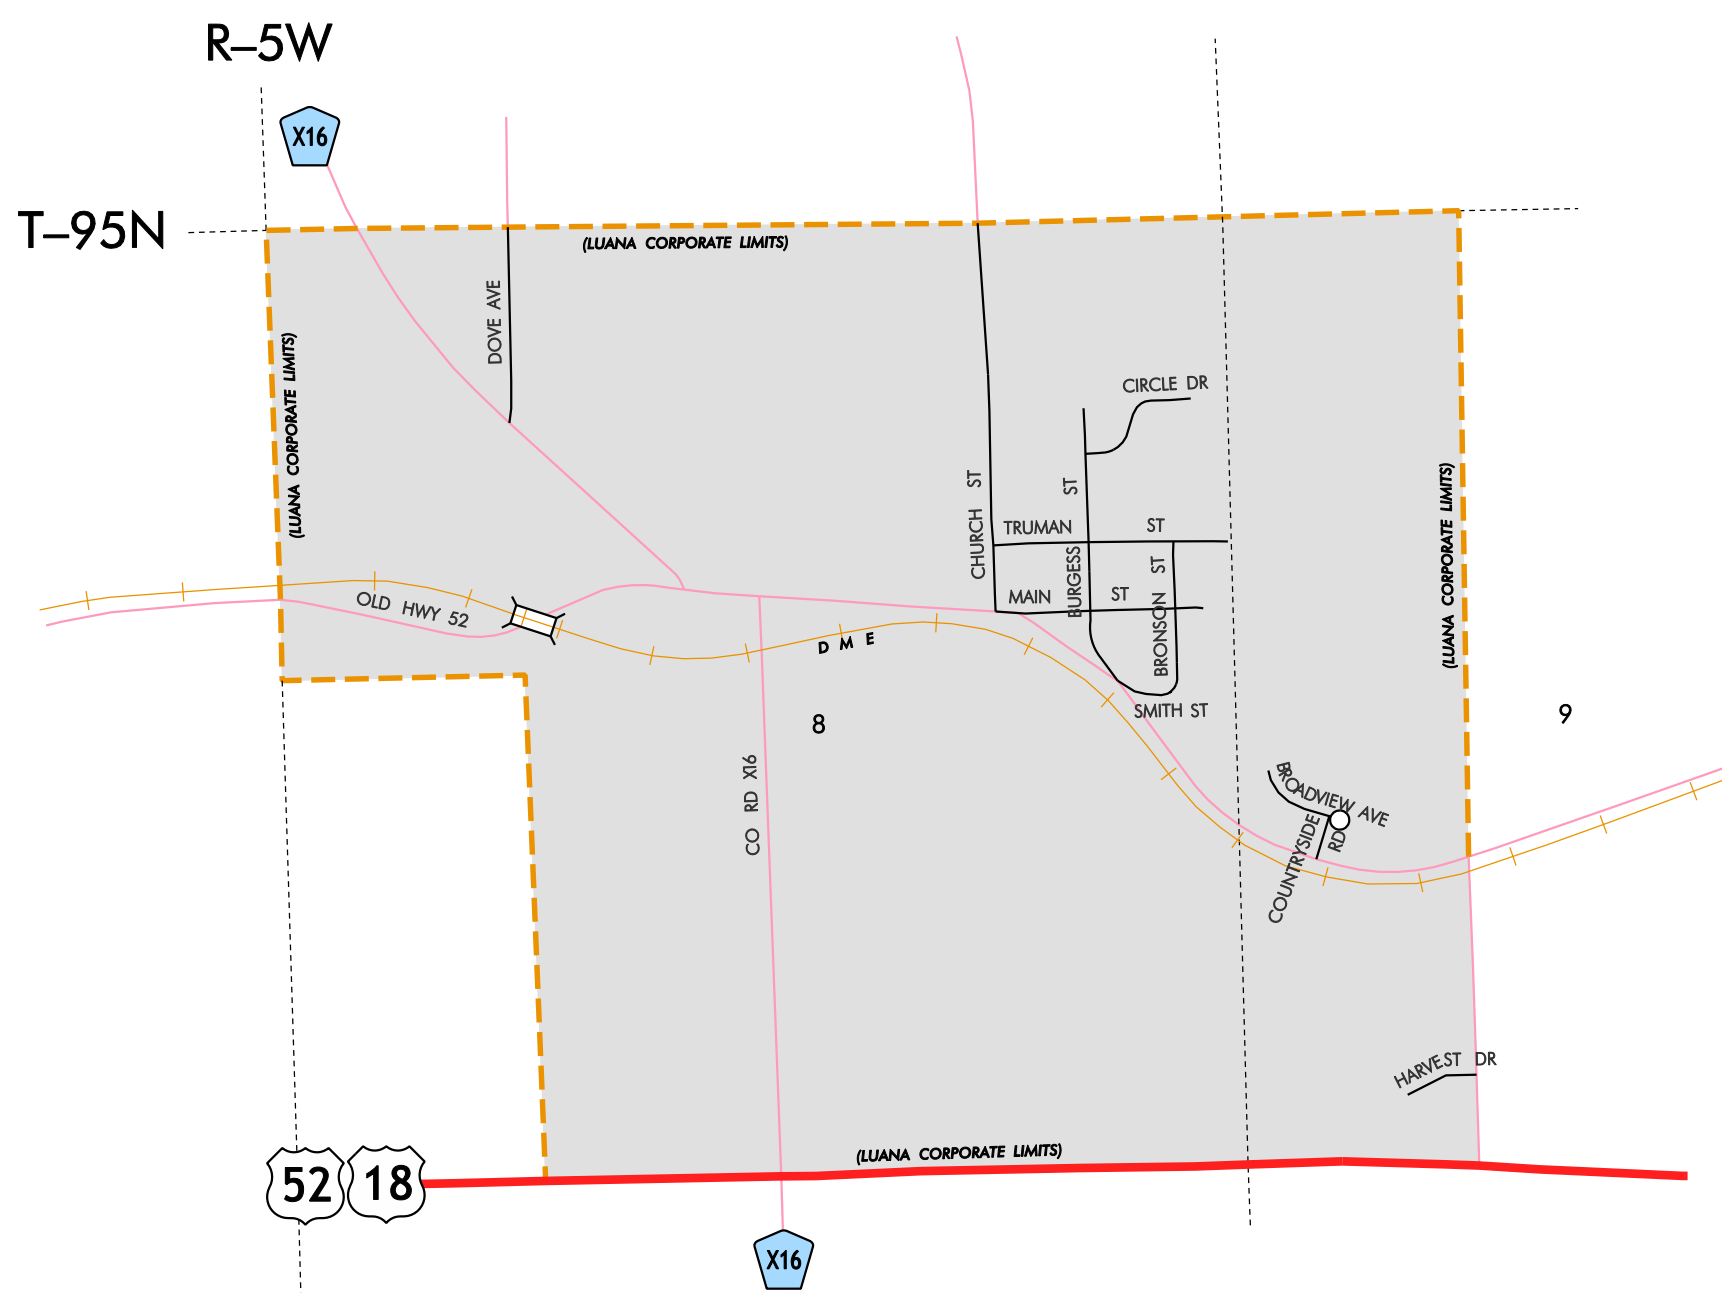 R–5W
X16
T–95N
(LUANA CORPORATE LIMITS)
DOVE AVE
(LUANA CORPORATE LIMITS)
CIRCLE DR
CHURCH ST
BURGESS ST
TRUMAN ST
(LUANA CORPORATE LIMITS)
BRONSON ST
MAIN ST
OLD HWY 52
D M E
SMITH ST
8
9
CO RD X16
BROADVIEW AVE
COUNTRYSIDE RD
HARVEST DR
(LUANA CORPORATE LIMITS)
52 18
X16